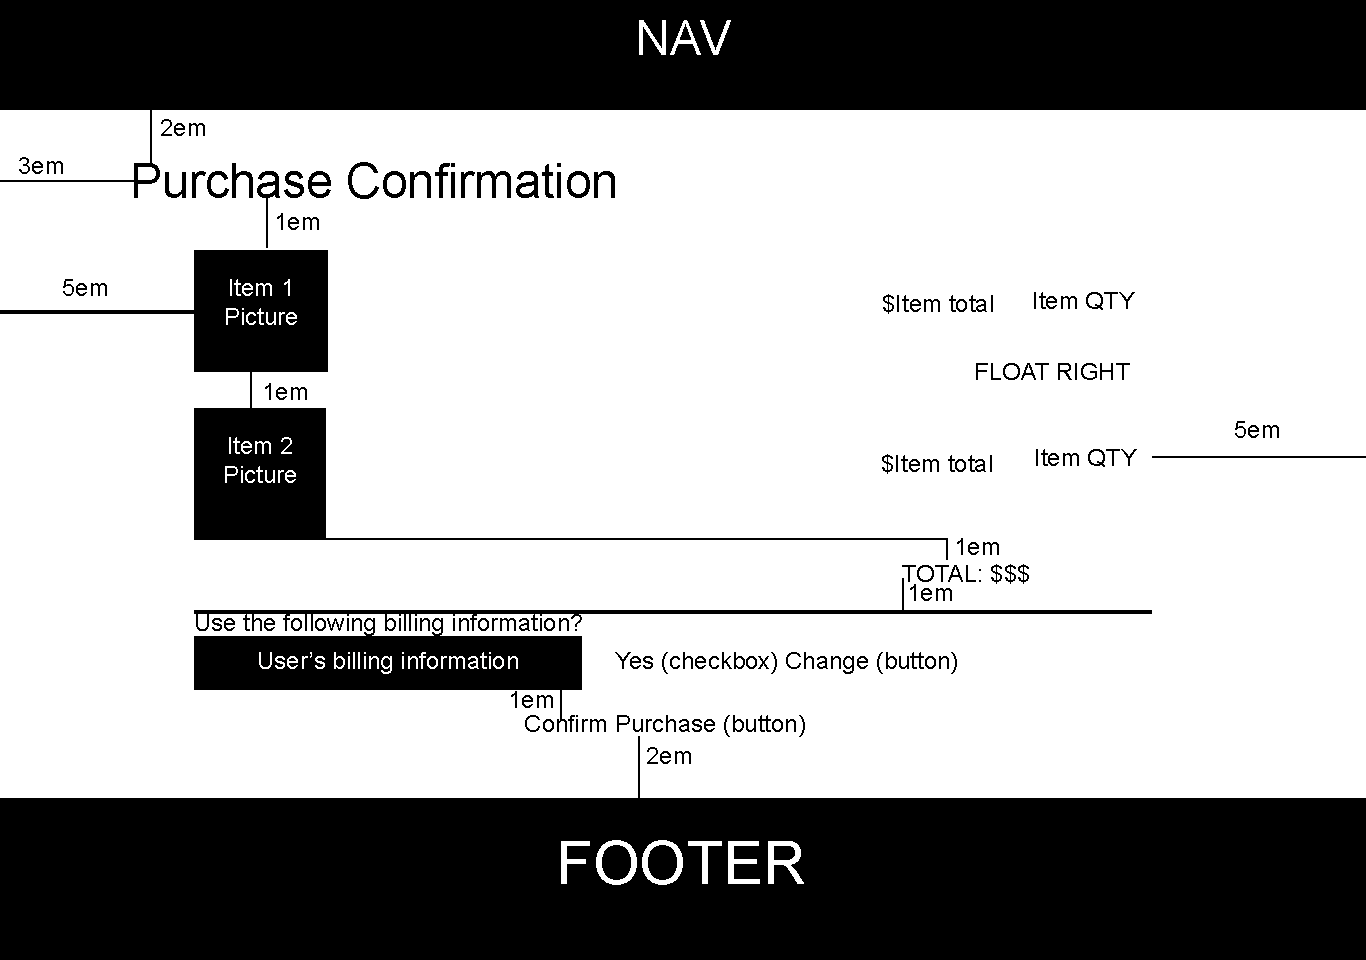 NAV
2em
3em
Purchase Confirmation
1em
5em
Item 1
Picture
$Item total
Item QTY
FLOAT RIGHT
1em
Item 2
Picture
$Item total
Item QTY
5em
1em
TOTAL: $$$
1em
Use the following billing information?
User’s billing information
Yes (checkbox) Change (button)
1em
Confirm Purchase (button)
2em
FOOTER